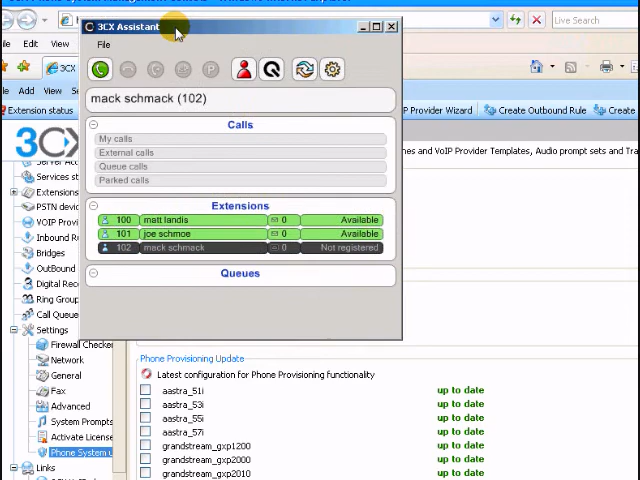 3CX Assistant
File
mack schmack (102)
Calls
My calls
External calls
Queue calls
Parked calls
Extensions
100 matt landis 0 Available
101 joe schmoe 0 Available
102 mack schmack 0 Not registered
Queues
Live Search
Edit View
3CX
Add View
Extension status
P Provider Wizard
Create Outbound Rule
Create
3CX
nes and VoIP Provider Templates, Audio prompt sets and Tra
Services st
Extensions
PSTN device
VOIP Provi
Inbound R
Bridges
OutBound
Digital Rece
Ring Group
Call Queue
Settings
Firewall Checke
Network
General
Fax
Advanced
System Prompts
Activate License
Phone System u
Links
Phone Provisioning Update
Latest configuration for Phone Provisioning functionality
aastra_51i up to date
aastra_53i up to date
aastra_55i up to date
aastra_57i up to date
grandstream_gxp1200 up to date
grandstream_gxp2000 up to date
grandstream_gxp2010 up to date